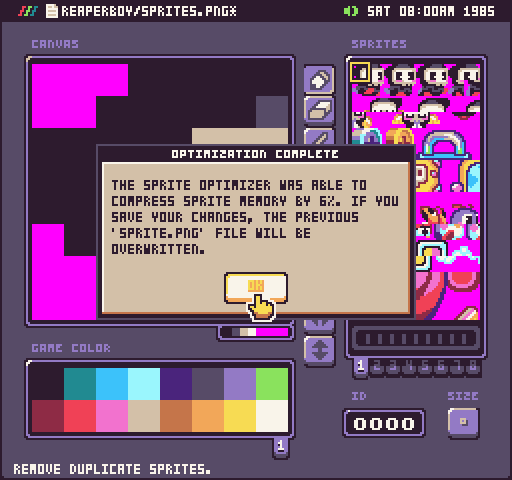 REAPERBOY/SPRITES.PNG*
SAT 08:00AM 1985
CANVAS
SPRITES
OPTIMIZATION COMPLETE
THE SPRITE OPTIMIZER WAS ABLE TO
COMPRESS SPRITE MEMORY BY 6%. IF YOU
SAVE YOUR CHANGES, THE PREVIOUS
'SPRITE.PNG' FILE WILL BE
OVERWRITTEN.
OK
GAME COLOR
1 2 3 4 5 6 7 8
ID
SIZE
0000
1
REMOVE DUPLICATE SPRITES.